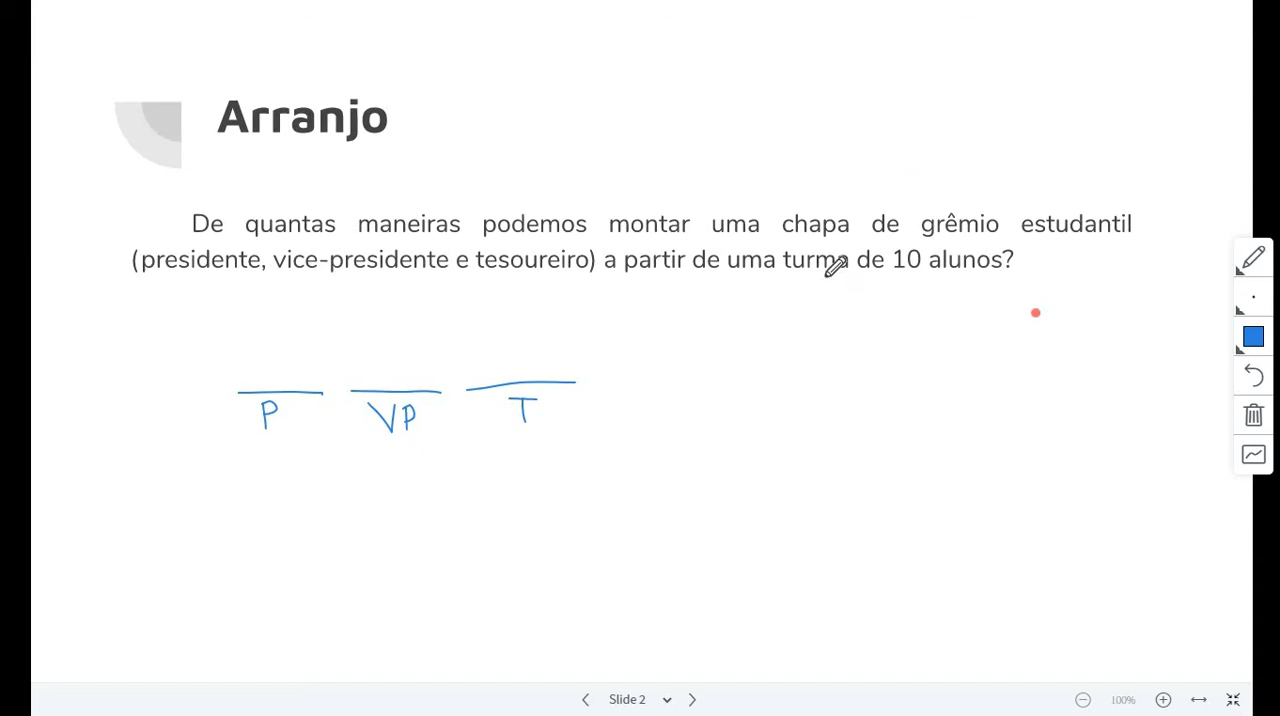 Arranjo
De quantas maneiras podemos montar uma chapa de grêmio estudantil
(presidente, vice-presidente e tesoureiro) a partir de uma turma de 10 alunos?
P VP T
Slide 2
100%